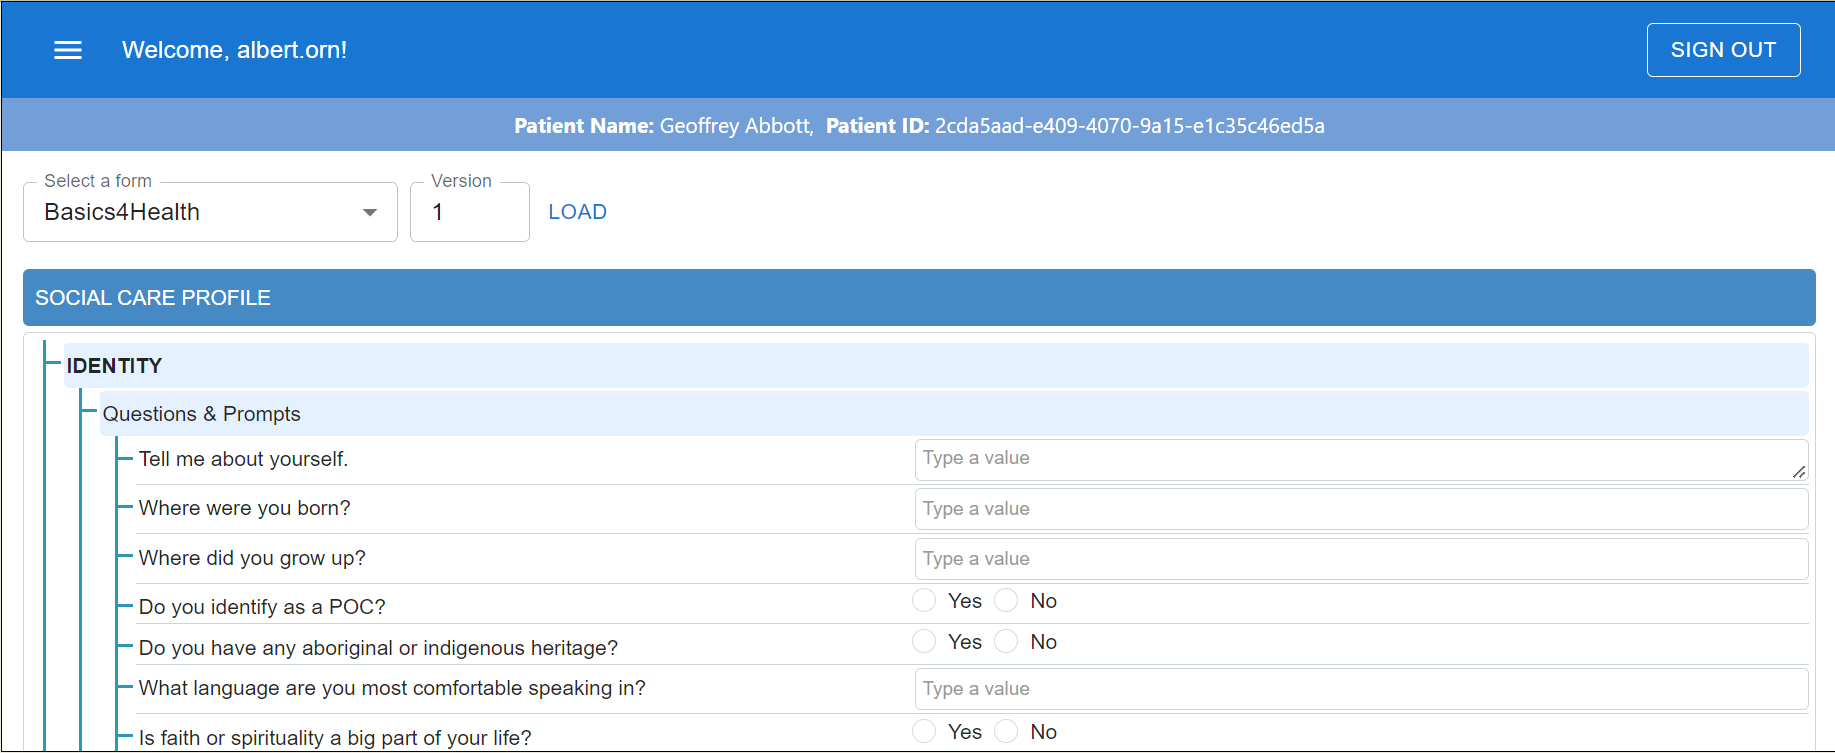 Welcome, albert.orn!
SIGN OUT
Patient Name: Geoffrey Abbott, Patient ID: 2cda5aad-e409-4070-9a15-e1c35c46ed5a
Select a form
Version
Basics4Health
1
LOAD
SOCIAL CARE PROFILE
IDENTITY
Questions & Prompts
Tell me about yourself. Type a value
Where were you born? Type a value
Where did you grow up? Type a value
Do you identify as a POC? Yes No
Do you have any aboriginal or indigenous heritage? Yes No
What language are you most comfortable speaking in? Type a value
Is faith or spirituality a big part of your life? Yes No